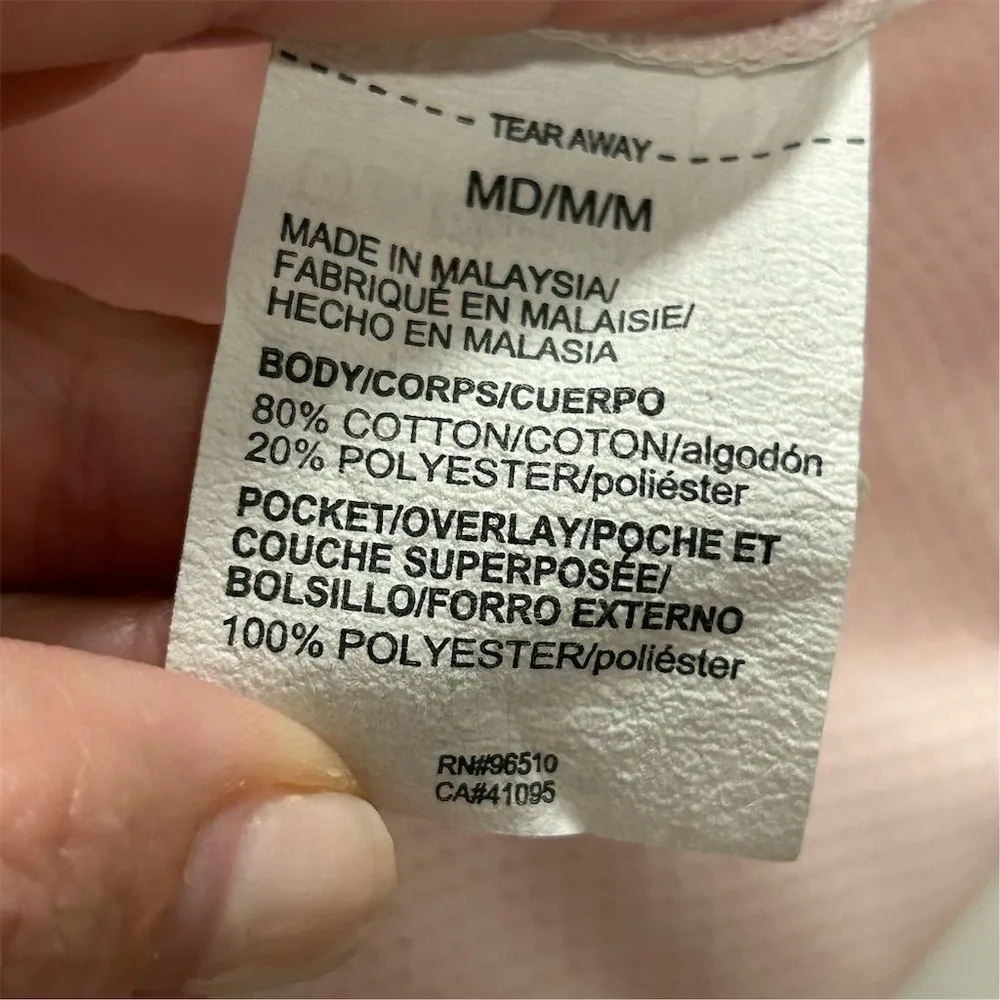 TEAR AWAY
MD/M/M
MADE IN MALAYSIA/
FABRIQUÉ EN MALAISIE/
HECHO EN MALASIA
BODY/CORPS/CUERPO
80% COTTON/COTON/algodón
20% POLYESTER/poliéster
POCKET/OVERLAY/POCHE ET
COUCHE SUPERPOSÉE/
BOLSILLO/FORRO EXTERNO
100% POLYESTER/poliéster
RN#96510
CA#41095